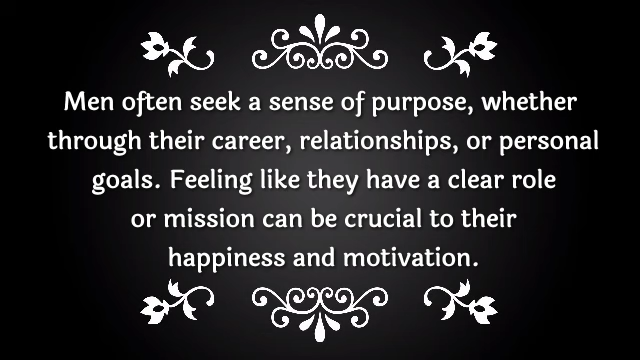 Men often seek a sense of purpose, whether
through their career, relationships, or personal
goals. Feeling like they have a clear role
or mission can be crucial to their
happiness and motivation.